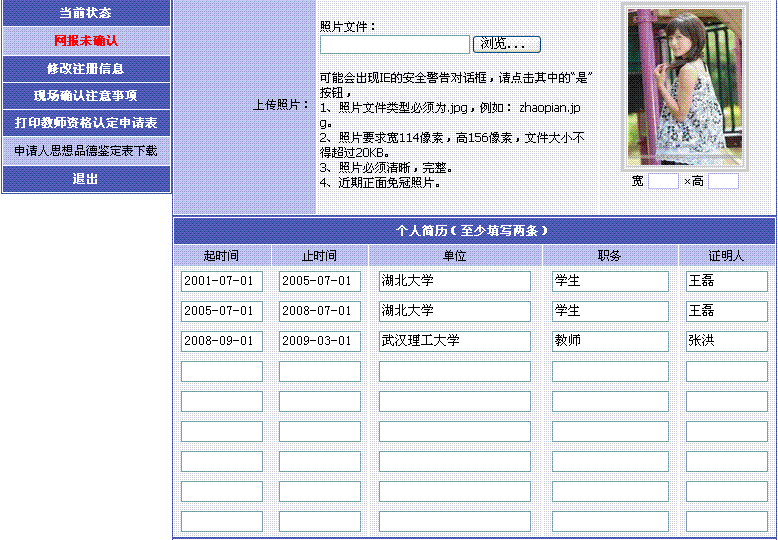 当前状态
网报未确认
修改注册信息
现场确认注意事项
打印教师资格认定申请表
申请人思想品德鉴定表下载
退出
上传照片：
照片文件：
浏览...
可能会出现IE的安全警告对话框，请点击其中的“是”
按钮，
1、照片文件类型必须为.jpg，例如： zhaopian.jp
g。
2、照片要求宽114像素，高156像素，文件大小不
得超过20KB。
3、照片必须清晰，完整。
4、近期正面免冠照片。
宽 ×高
个人简历（至少填写两条）
起时间 止时间 单位 职务 证明人
2001-07-01 2005-07-01 湖北大学 学生 王磊
2005-07-01 2008-07-01 湖北大学 学生 王磊
2008-09-01 2009-03-01 武汉理工大学 教师 张洪